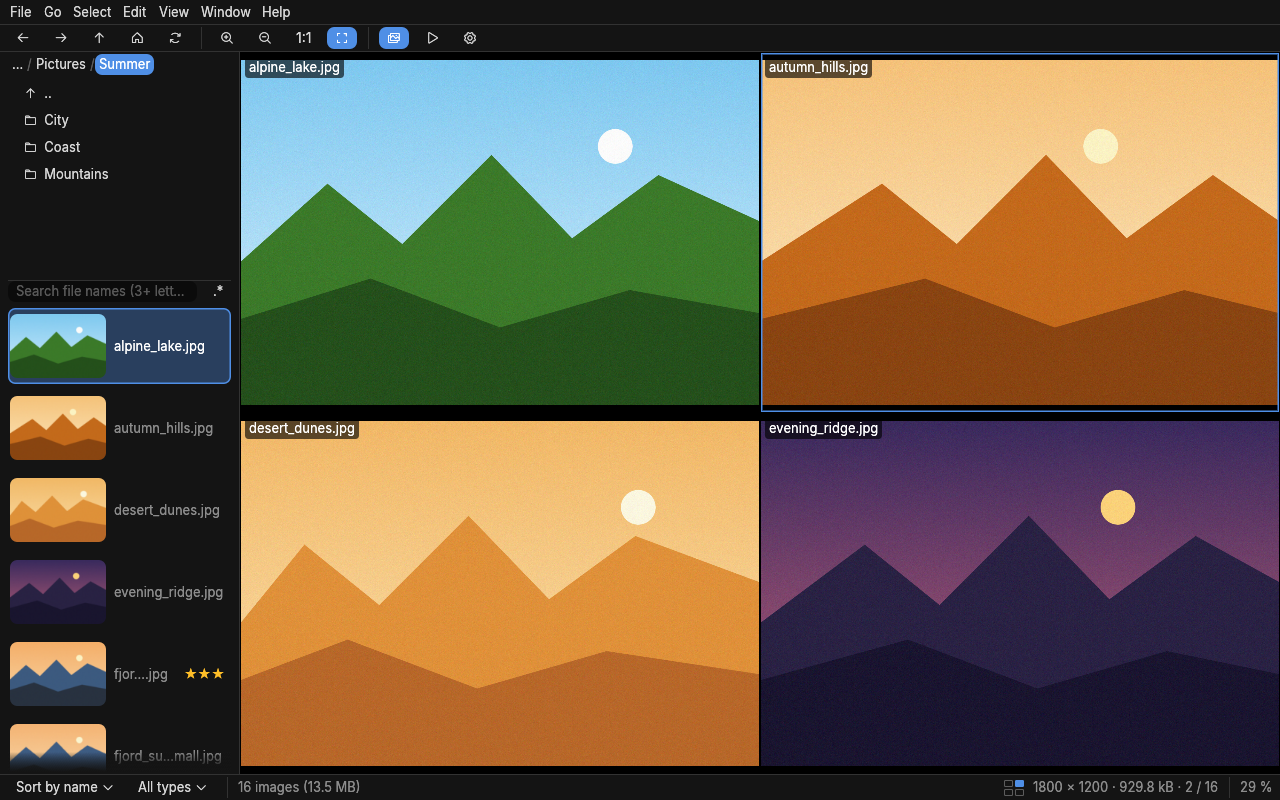 File Go Select Edit View Window Help
1:1
... / Pictures / Summer
..
City
Coast
Mountains
Search file names (3+ lett... .*
alpine_lake.jpg
autumn_hills.jpg
desert_dunes.jpg
evening_ridge.jpg
fjor....jpg ★★★
fjord_su...mall.jpg
alpine_lake.jpg
autumn_hills.jpg
desert_dunes.jpg
evening_ridge.jpg
Sort by name All types 16 images (13.5 MB) 1800 × 1200 · 929.8 kB · 2 / 16 29 %